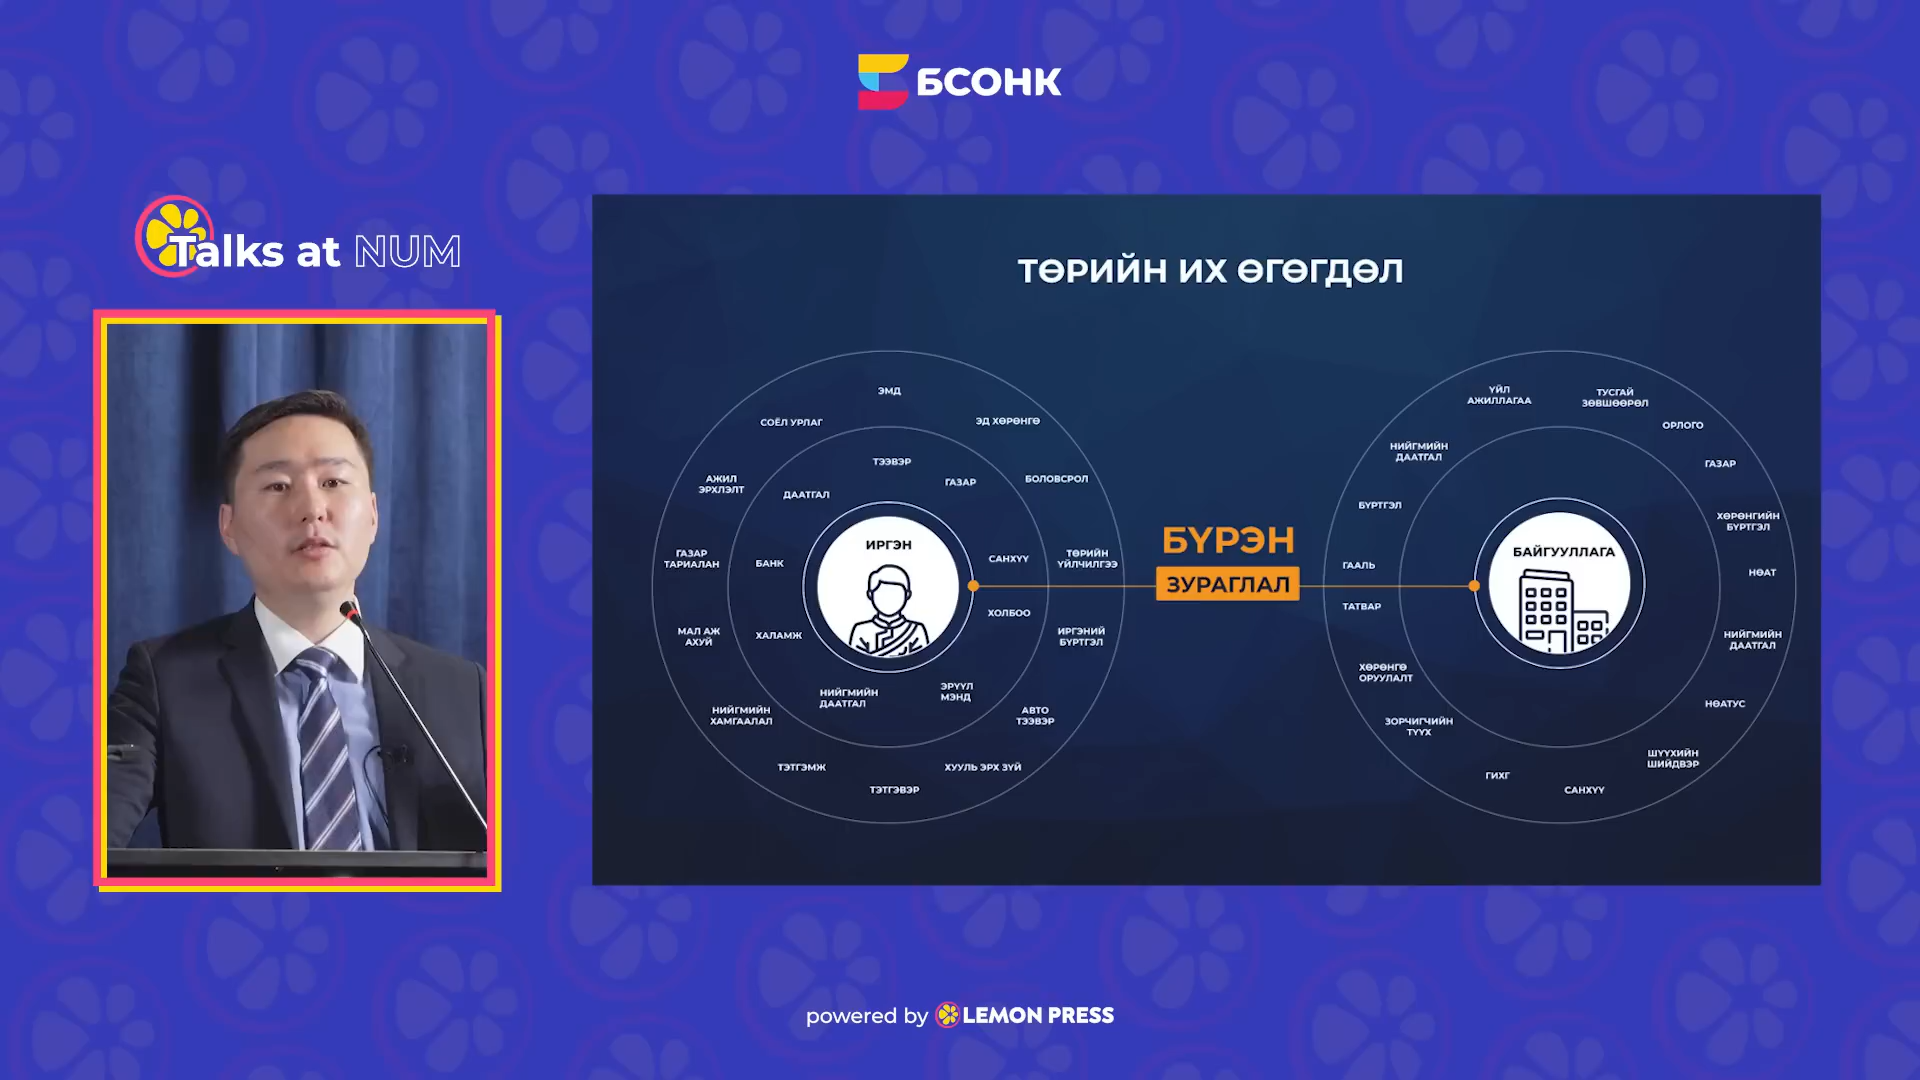 БСОНК
Talks at NUM
ТӨРИЙН ИХ ӨГӨГДӨЛ
ЭМД
СОЁЛ УРЛАГ
ЭД ХӨРӨНГӨ
ТЭЭВЭР
АЖИЛ
ЭРХЛЭЛТ
ДААТГАЛ
ГАЗАР
БОЛОВСРОЛ
ИРГЭН
ГАЗАР
ТАРИАЛАН
БАНК
САНХҮҮ
ТӨРИЙН
ҮЙЛЧИЛГЭЭ
ХОЛБОО
МАЛ АЖ
АХУЙ
ХАЛАМЖ
ИРГЭНИЙ
БҮРТГЭЛ
НИЙГМИЙН
ДААТГАЛ
ЭРҮҮЛ
МЭНД
НИЙГМИЙН
ХАМГААЛАЛ
АВТО
ТЭЭВЭР
ТЭТГЭМЖ
ХУУЛЬ ЭРХ ЗҮЙ
ТЭТГЭВЭР
БҮРЭН
ЗУРАГЛАЛ
ҮЙЛ
АЖИЛЛАГАА
ТУСГАЙ
ЗӨВШӨӨРӨЛ
ОРЛОГО
НИЙГМИЙН
ДААТГАЛ
ГАЗАР
БҮРТГЭЛ
ХӨРӨНГИЙН
БҮРТГЭЛ
БАЙГУУЛЛАГА
ГААЛЬ
НӨАТ
ТАТВАР
НИЙГМИЙН
ДААТГАЛ
ХӨРӨНГӨ
ОРУУЛАЛТ
НӨАТУС
ЗОРЧИГЧИЙН
ТҮҮХ
ШҮҮХИЙН
ШИЙДВЭР
ГИХГ
САНХҮҮ
powered by LEMON PRESS